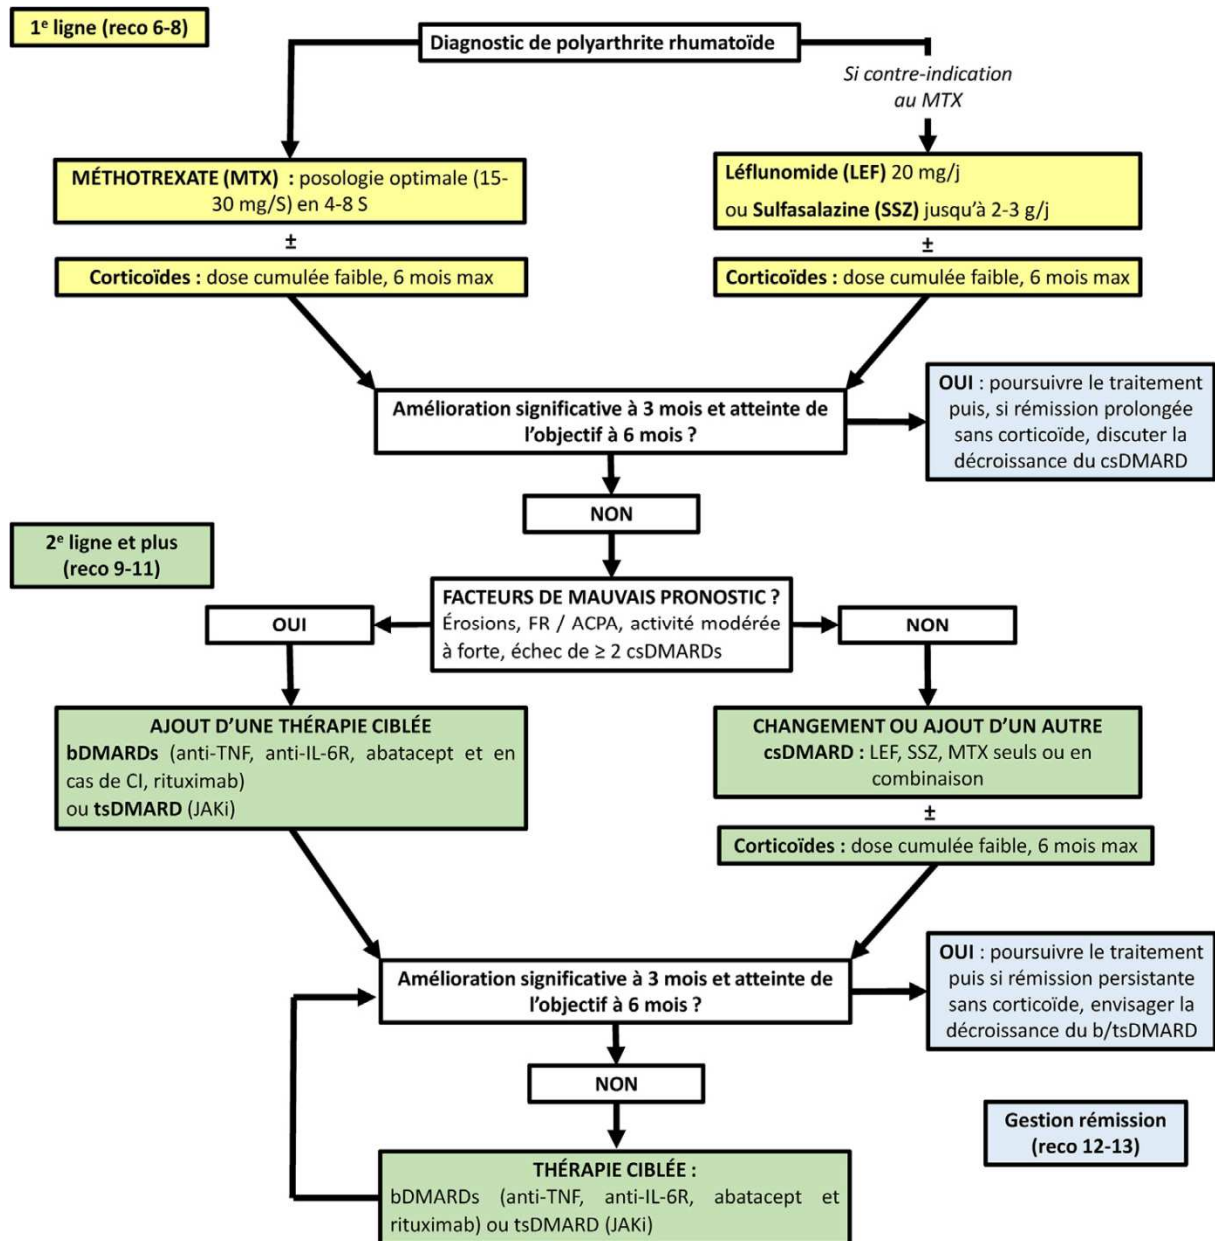 1e ligne (reco 6-8)
Diagnostic de polyarthrite rhumatoïde
Si contre-indication
au MTX
MÉTHOTREXATE (MTX) : posologie optimale (15-
30 mg/S) en 4-8 S
±
Corticoïdes : dose cumulée faible, 6 mois max
Léflunomide (LEF) 20 mg/j
ou Sulfasalazine (SSZ) jusqu'à 2-3 g/j
±
Corticoïdes : dose cumulée faible, 6 mois max
Amélioration significative à 3 mois et atteinte de
l'objectif à 6 mois ?
OUI : poursuivre le traitement
puis, si rémission prolongée
sans corticoïde, discuter la
décroissance du csDMARD
NON
2e ligne et plus
(reco 9-11)
FACTEURS DE MAUVAIS PRONOSTIC ?
Érosions, FR / ACPA, activité modérée
à forte, échec de ≥ 2 csDMARDs
OUI
NON
AJOUT D'UNE THÉRAPIE CIBLÉE
bDMARDs (anti-TNF, anti-IL-6R, abatacept et en
cas de CI, rituximab)
ou tsDMARD (JAKi)
CHANGEMENT OU AJOUT D'UN AUTRE
csDMARD : LEF, SSZ, MTX seuls ou en
combinaison
±
Corticoïdes : dose cumulée faible, 6 mois max
Amélioration significative à 3 mois et atteinte de
l'objectif à 6 mois ?
OUI : poursuivre le traitement
puis si rémission persistante
sans corticoïde, envisager la
décroissance du b/tsDMARD
NON
Gestion rémission
(reco 12-13)
THÉRAPIE CIBLÉE :
bDMARDs (anti-TNF, anti-IL-6R, abatacept et
rituximab) ou tsDMARD (JAKi)